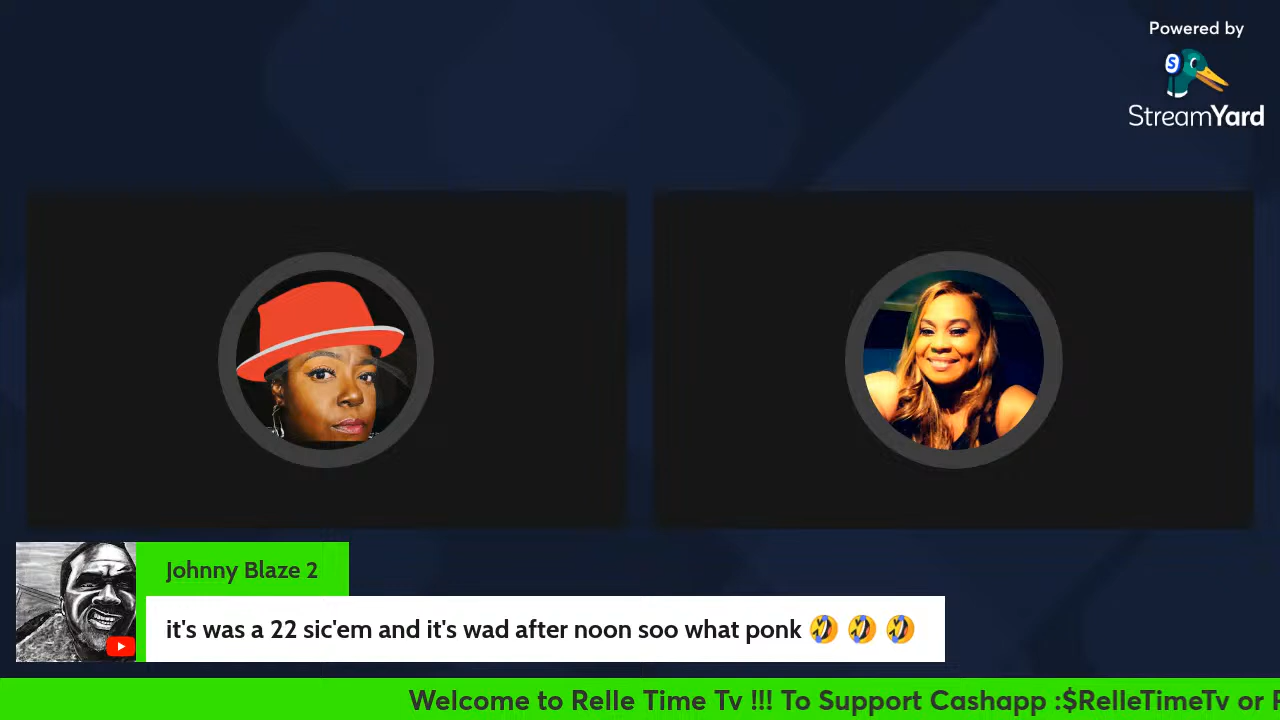 Powered by
S
StreamYard
Johnny Blaze 2
it's was a 22 sic'em and it's wad after noon soo what ponk 🤣 🤣 🤣
Welcome to Relle Time Tv !!! To Support Cashapp :$RelleTimeTv or